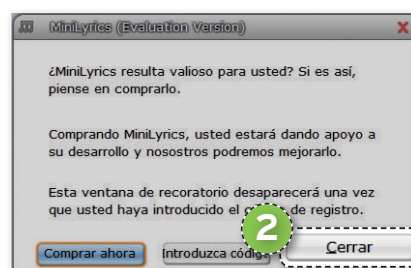 MiniLyrics (Evaluation Version)
¿MiniLyrics resulta valioso para usted? Si es así,
piense en comprarlo.
Comprando MiniLyrics, usted estará dando apoyo a
su desarrollo y nosostros podremos mejorarlo.
Esta ventana de recoratorio desaparecerá una vez
que usted haya introducido el de registro.
2
Comprar ahora Introduzca código Cerrar